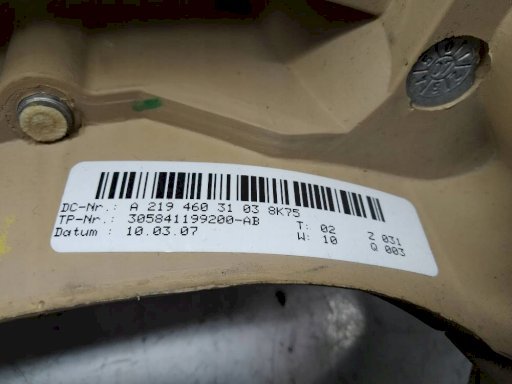 DC-Nr.: A 219 460 31 03 8K75
TP-Nr.: 305841199200-AB
Datum : 10.03.07
T: 02
W: 10
Z 031
Q 003